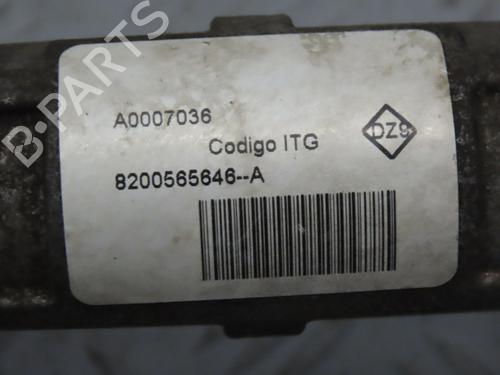 A0007036
DZ9
Codigo ITG
8200565646--A
B-PARTS